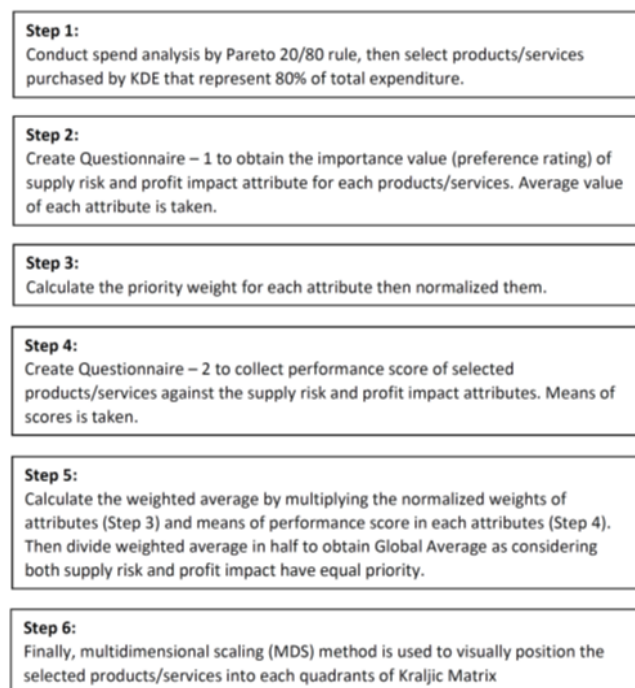 Step 1:
Conduct spend analysis by Pareto 20/80 rule, then select products/services
purchased by KDE that represent 80% of total expenditure.
Step 2:
Create Questionnaire – 1 to obtain the importance value (preference rating) of
supply risk and profit impact attribute for each products/services. Average value
of each attribute is taken.
Step 3:
Calculate the priority weight for each attribute then normalized them.
Step 4:
Create Questionnaire – 2 to collect performance score of selected
products/services against the supply risk and profit impact attributes. Means of
scores is taken.
Step 5:
Calculate the weighted average by multiplying the normalized weights of
attributes (Step 3) and means of performance score in each attributes (Step 4).
Then divide weighted average in half to obtain Global Average as considering
both supply risk and profit impact have equal priority.
Step 6:
Finally, multidimensional scaling (MDS) method is used to visually position the
selected products/services into each quadrants of Kraljic Matrix